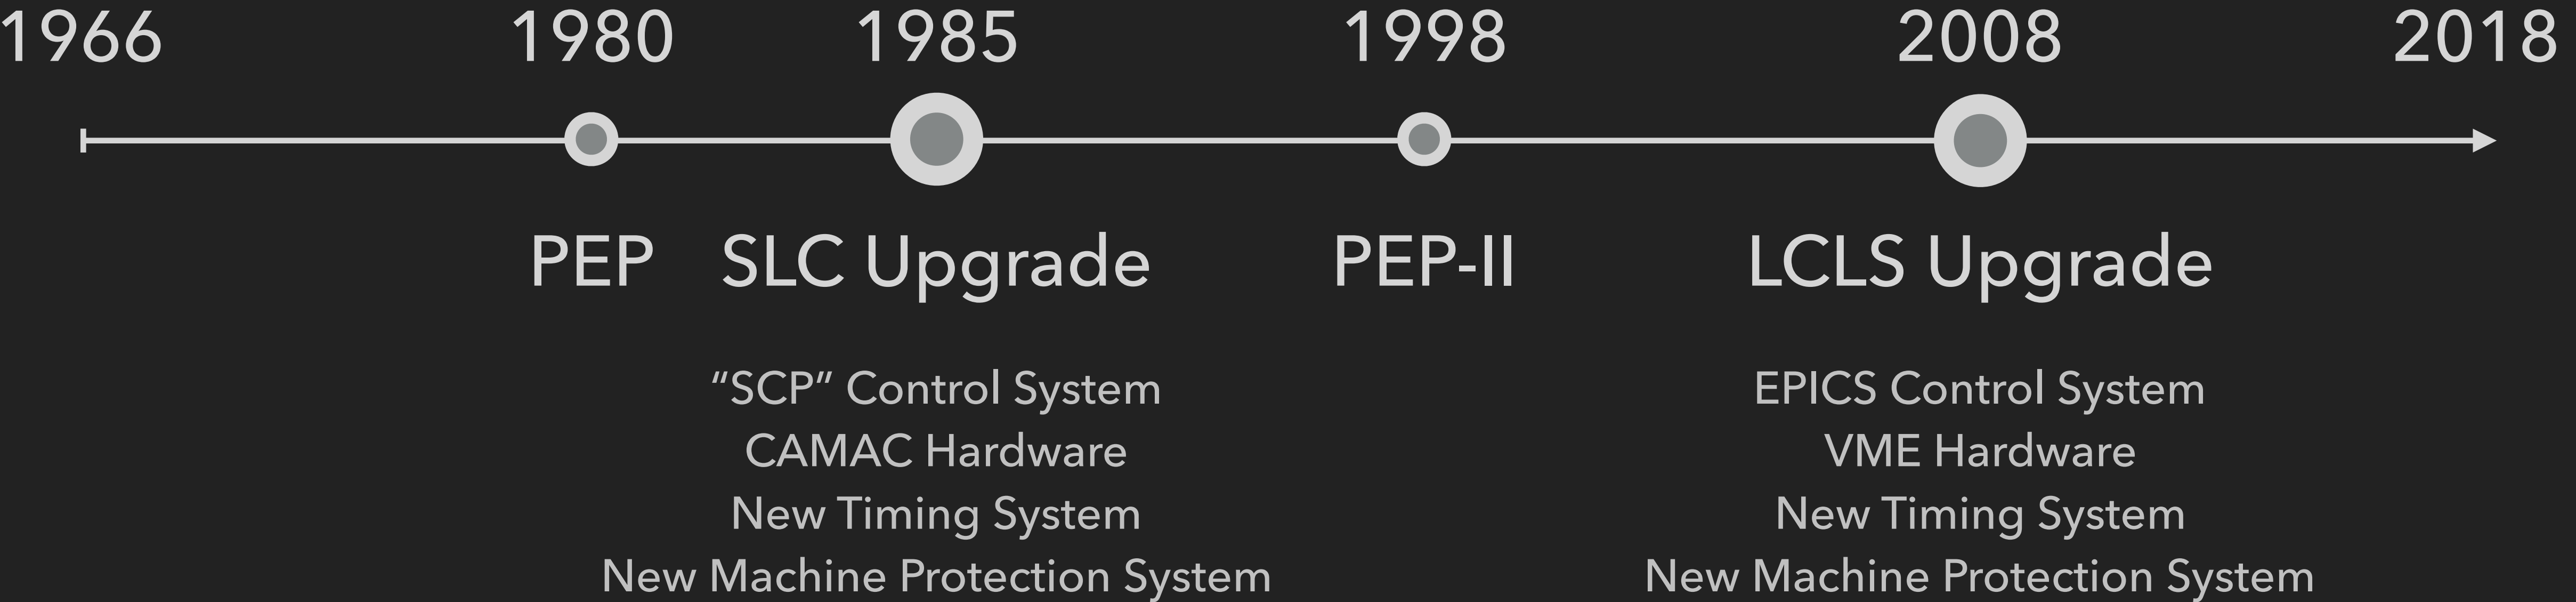 1966 1980 1985 1998 2008 2018
PEP SLC Upgrade PEP-II LCLS Upgrade
“SCP” Control System
CAMAC Hardware
New Timing System
New Machine Protection System
EPICS Control System
VME Hardware
New Timing System
New Machine Protection System